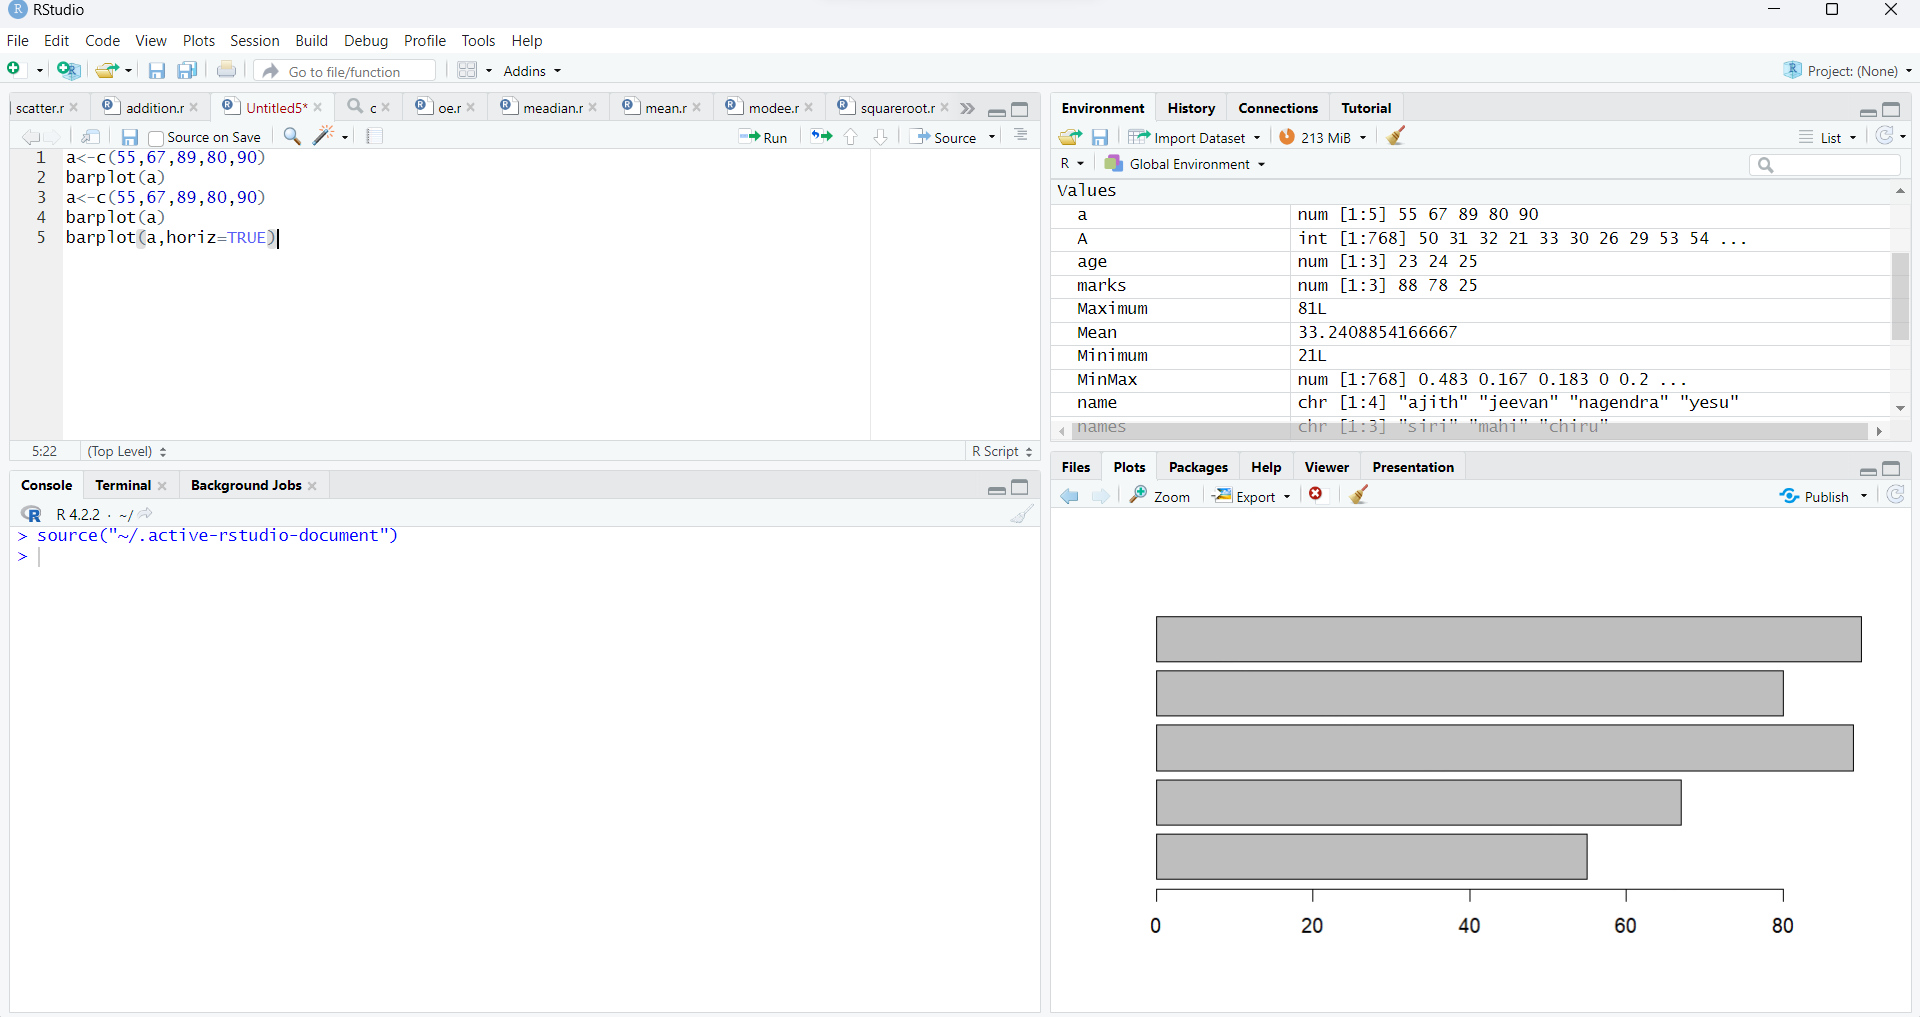 RStudio
File Edit Code View Plots Session Build Debug Profile Tools Help
Go to file/function Addins Project: (None)
scatter.r addition.r Untitled5* c oe.r meadian.r mean.r modee.r squareroot.r
Source on Save Run Source
1 a<-c(55,67,89,80,90)
2 barplot(a)
3 a<-c(55,67,89,80,90)
4 barplot(a)
5 barplot(a,horiz=TRUE)
5:22 (Top Level) R Script
Console Terminal Background Jobs
R 4.2.2 · ~/
> source("~/.active-rstudio-document")
>
Environment History Connections Tutorial
Import Dataset 213 MiB List
R Global Environment
Values
a num [1:5] 55 67 89 80 90
A int [1:768] 50 31 32 21 33 30 26 29 53 54 ...
age num [1:3] 23 24 25
marks num [1:3] 88 78 25
Maximum 81L
Mean 33.2408854166667
Minimum 21L
MinMax num [1:768] 0.483 0.167 0.183 0 0.2 ...
name chr [1:4] "ajith" "jeevan" "nagendra" "yesu"
names chr [1:3] "siri" "mahi" "chiru"
Files Plots Packages Help Viewer Presentation
Zoom Export Publish
0 20 40 60 80